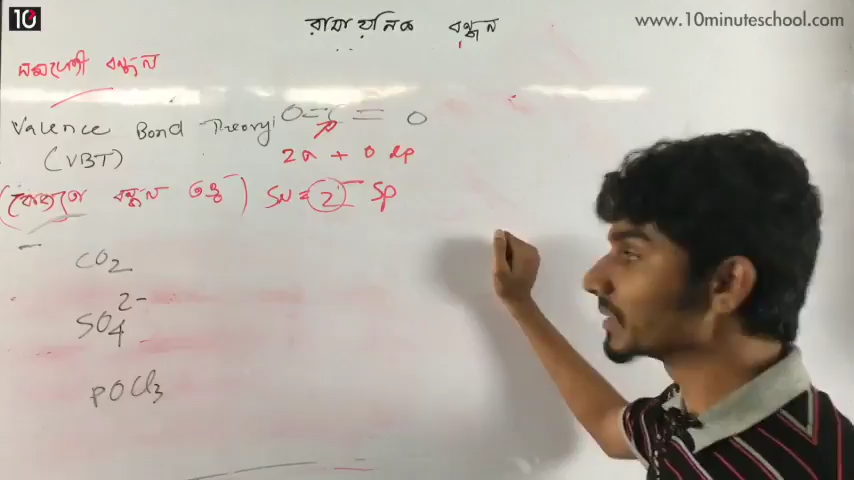 10
www.10minuteschool.com
রাসায়নিক বন্ধন
সমযোজী বন্ধন
Valence Bond Theory: O=C=O
(VBT) 2σ + 0 lp
(যোজ্যতা বন্ধন তত্ত্ব) SN = 2 sp
CO2
SO4 2-
POCl3